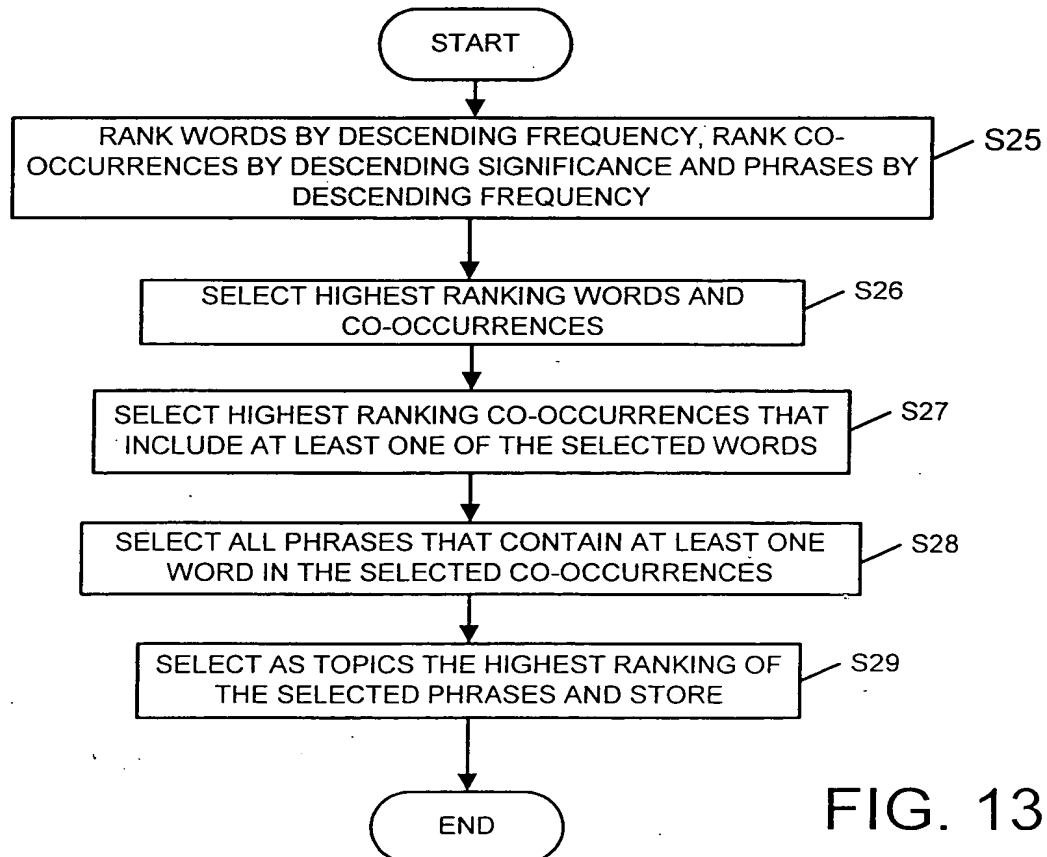 START
RANK WORDS BY DESCENDING FREQUENCY, RANK CO-
OCCURRENCES BY DESCENDING SIGNIFICANCE AND PHRASES BY
DESCENDING FREQUENCY
S25
SELECT HIGHEST RANKING WORDS AND
CO-OCCURRENCES
S26
SELECT HIGHEST RANKING CO-OCCURRENCES THAT
INCLUDE AT LEAST ONE OF THE SELECTED WORDS
S27
SELECT ALL PHRASES THAT CONTAIN AT LEAST ONE
WORD IN THE SELECTED CO-OCCURRENCES
S28
SELECT AS TOPICS THE HIGHEST RANKING OF
THE SELECTED PHRASES AND STORE
S29
END
FIG. 13